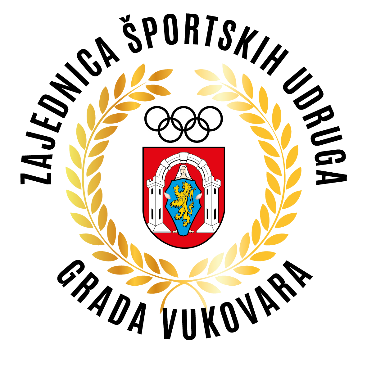 ZAJEDNICA ŠPORTSKIH UDRUGA
GRADA VUKOVARA